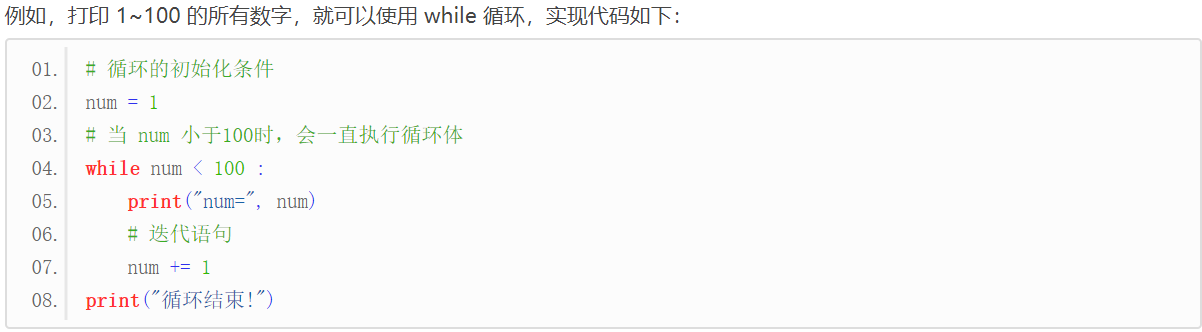 例如，打印 1~100 的所有数字，就可以使用 while 循环，实现代码如下：
01. # 循环的初始化条件
02. num = 1
03. # 当 num 小于100时，会一直执行循环体
04. while num < 100 :
05.     print("num=", num)
06.     # 迭代语句
07.     num += 1
08. print("循环结束!")